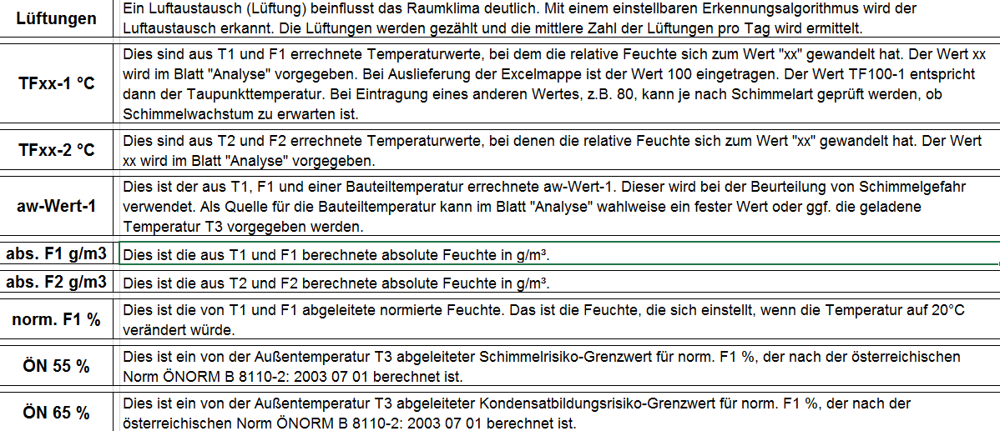 Lüftungen
Ein Luftaustausch (Lüftung) beinflusst das Raumklima deutlich. Mit einem einstellbaren Erkennungsalgorithmus wird der
Luftaustausch erkannt. Die Lüftungen werden gezählt und die mittlere Zahl der Lüftungen pro Tag wird ermittelt.
TFxx-1 °C
Dies sind aus T1 und F1 errechnete Temperaturwerte, bei dem die relative Feuchte sich zum Wert "xx" gewandelt hat. Der Wert xx
wird im Blatt "Analyse" vorgegeben. Bei Auslieferung der Excelmappe ist der Wert 100 eingetragen. Der Wert TF100-1 entspricht
dann der Taupunkttemperatur. Bei Eintragung eines anderen Wertes, z.B. 80, kann je nach Schimmelart geprüft werden, ob
Schimmelwachstum zu erwarten ist.
TFxx-2 °C
Dies sind aus T2 und F2 errechnete Temperaturwerte, bei denen die relative Feuchte sich zum Wert "xx" gewandelt hat. Der Wert
xx wird im Blatt "Analyse" vorgegeben.
aw-Wert-1
Dies ist der aus T1, F1 und einer Bauteiltemperatur errechnete aw-Wert-1. Dieser wird bei der Beurteilung von Schimmelgefahr
verwendet. Als Quelle für die Bauteiltemperatur kann im Blatt "Analyse" wahlweise ein fester Wert oder ggf. die geladene
Temperatur T3 vorgegeben werden.
abs. F1 g/m3
Dies ist die aus T1 und F1 berechnete absolute Feuchte in g/m³.
abs. F2 g/m3
Dies ist die aus T2 und F2 berechnete absolute Feuchte in g/m³.
norm. F1 %
Dies ist die von T1 und F1 abgeleitete normierte Feuchte. Das ist die Feuchte, die sich einstellt, wenn die Temperatur auf 20°C
verändert würde.
ÖN 55 %
Dies ist ein von der Außentemperatur T3 abgeleiteter Schimmelrisiko-Grenzwert für norm. F1 %, der nach der österreichischen
Norm ÖNORM B 8110-2: 2003 07 01 berechnet ist.
ÖN 65 %
Dies ist ein von der Außentemperatur T3 abgeleiteter Kondensatbildungsrisiko-Grenzwert für norm. F1 %, der nach der
österreichischen Norm ÖNORM B 8110-2: 2003 07 01 berechnet ist.